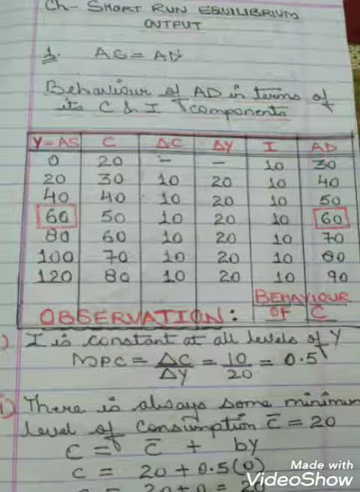 Ch- SHORT RUN EQUILIBRIUM
OUTPUT
1. AS = AD
Behaviour of AD in terms of
its C & I components
Y=AS C ΔC ΔY I AD
0 20 - - 10 30
20 30 10 20 10 40
40 40 10 20 10 50
60 50 10 20 10 60
80 60 10 20 10 70
100 70 10 20 10 80
120 80 10 20 10 90
OBSERVATION: BEHAVIOUR
OF C
) I is constant at all levels of Y
MPC = ΔC/ΔY = 10/20 = 0.5
i) There is always some minimum
level of consumption C̄ = 20
C = C̄ + bY
C = 20 + 0.5(0)
Made with
VideoShow